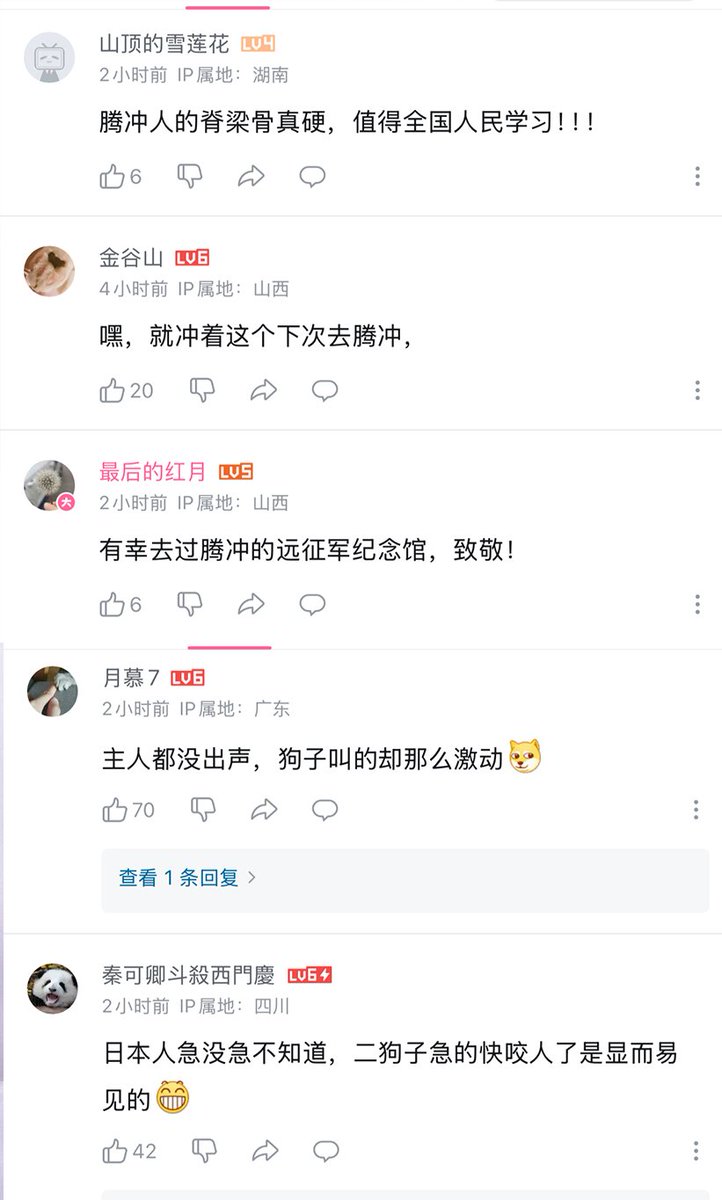 山顶的雪莲花 LV4
2小时前 IP属地：湖南
腾冲人的脊梁骨真硬，值得全国人民学习！！！
6
金谷山 LV6
4小时前 IP属地：山西
嘿，就冲着这个下次去腾冲，
20
最后的红月 LV5
大
2小时前 IP属地：山西
有幸去过腾冲的远征军纪念馆，致敬！
6
月慕7 LV6
2小时前 IP属地：广东
主人都没出声，狗子叫的却那么激动
70
查看 1 条回复 >
秦可卿斗殺西門慶 LV6
2小时前 IP属地：四川
日本人急没急不知道，二狗子急的快咬人了是显而易
见的
42